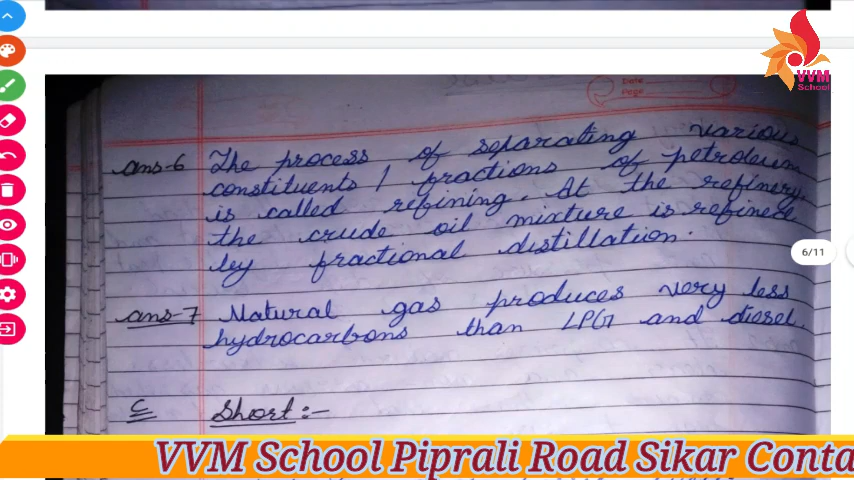 VVM
School
Date
Page
ans-6 The process of separating various
constituents / fractions of petroleum
is called refining. At the refinery,
the crude oil mixture is refined
by fractional distillation.
6/11
ans-7 Natural gas produces very less
hydrocarbons than LPG and diesel.
C Short:-
VVM School Piprali Road Sikar Conta